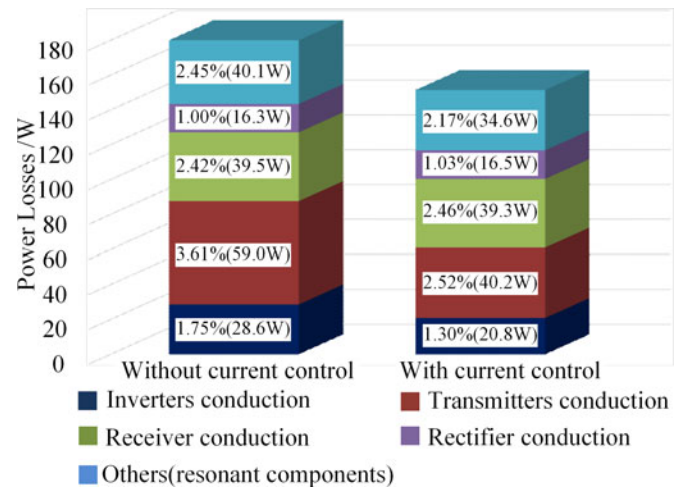 180
160
140
120
100
80
60
40
20
0
Power Losses /W
2.45%(40.1W)
1.00%(16.3W)
2.42%(39.5W)
3.61%(59.0W)
1.75%(28.6W)
2.17%(34.6W)
1.03%(16.5W)
2.46%(39.3W)
2.52%(40.2W)
1.30%(20.8W)
Without current control
With current control
Inverters conduction
Transmitters conduction
Receiver conduction
Rectifier conduction
Others(resonant components)